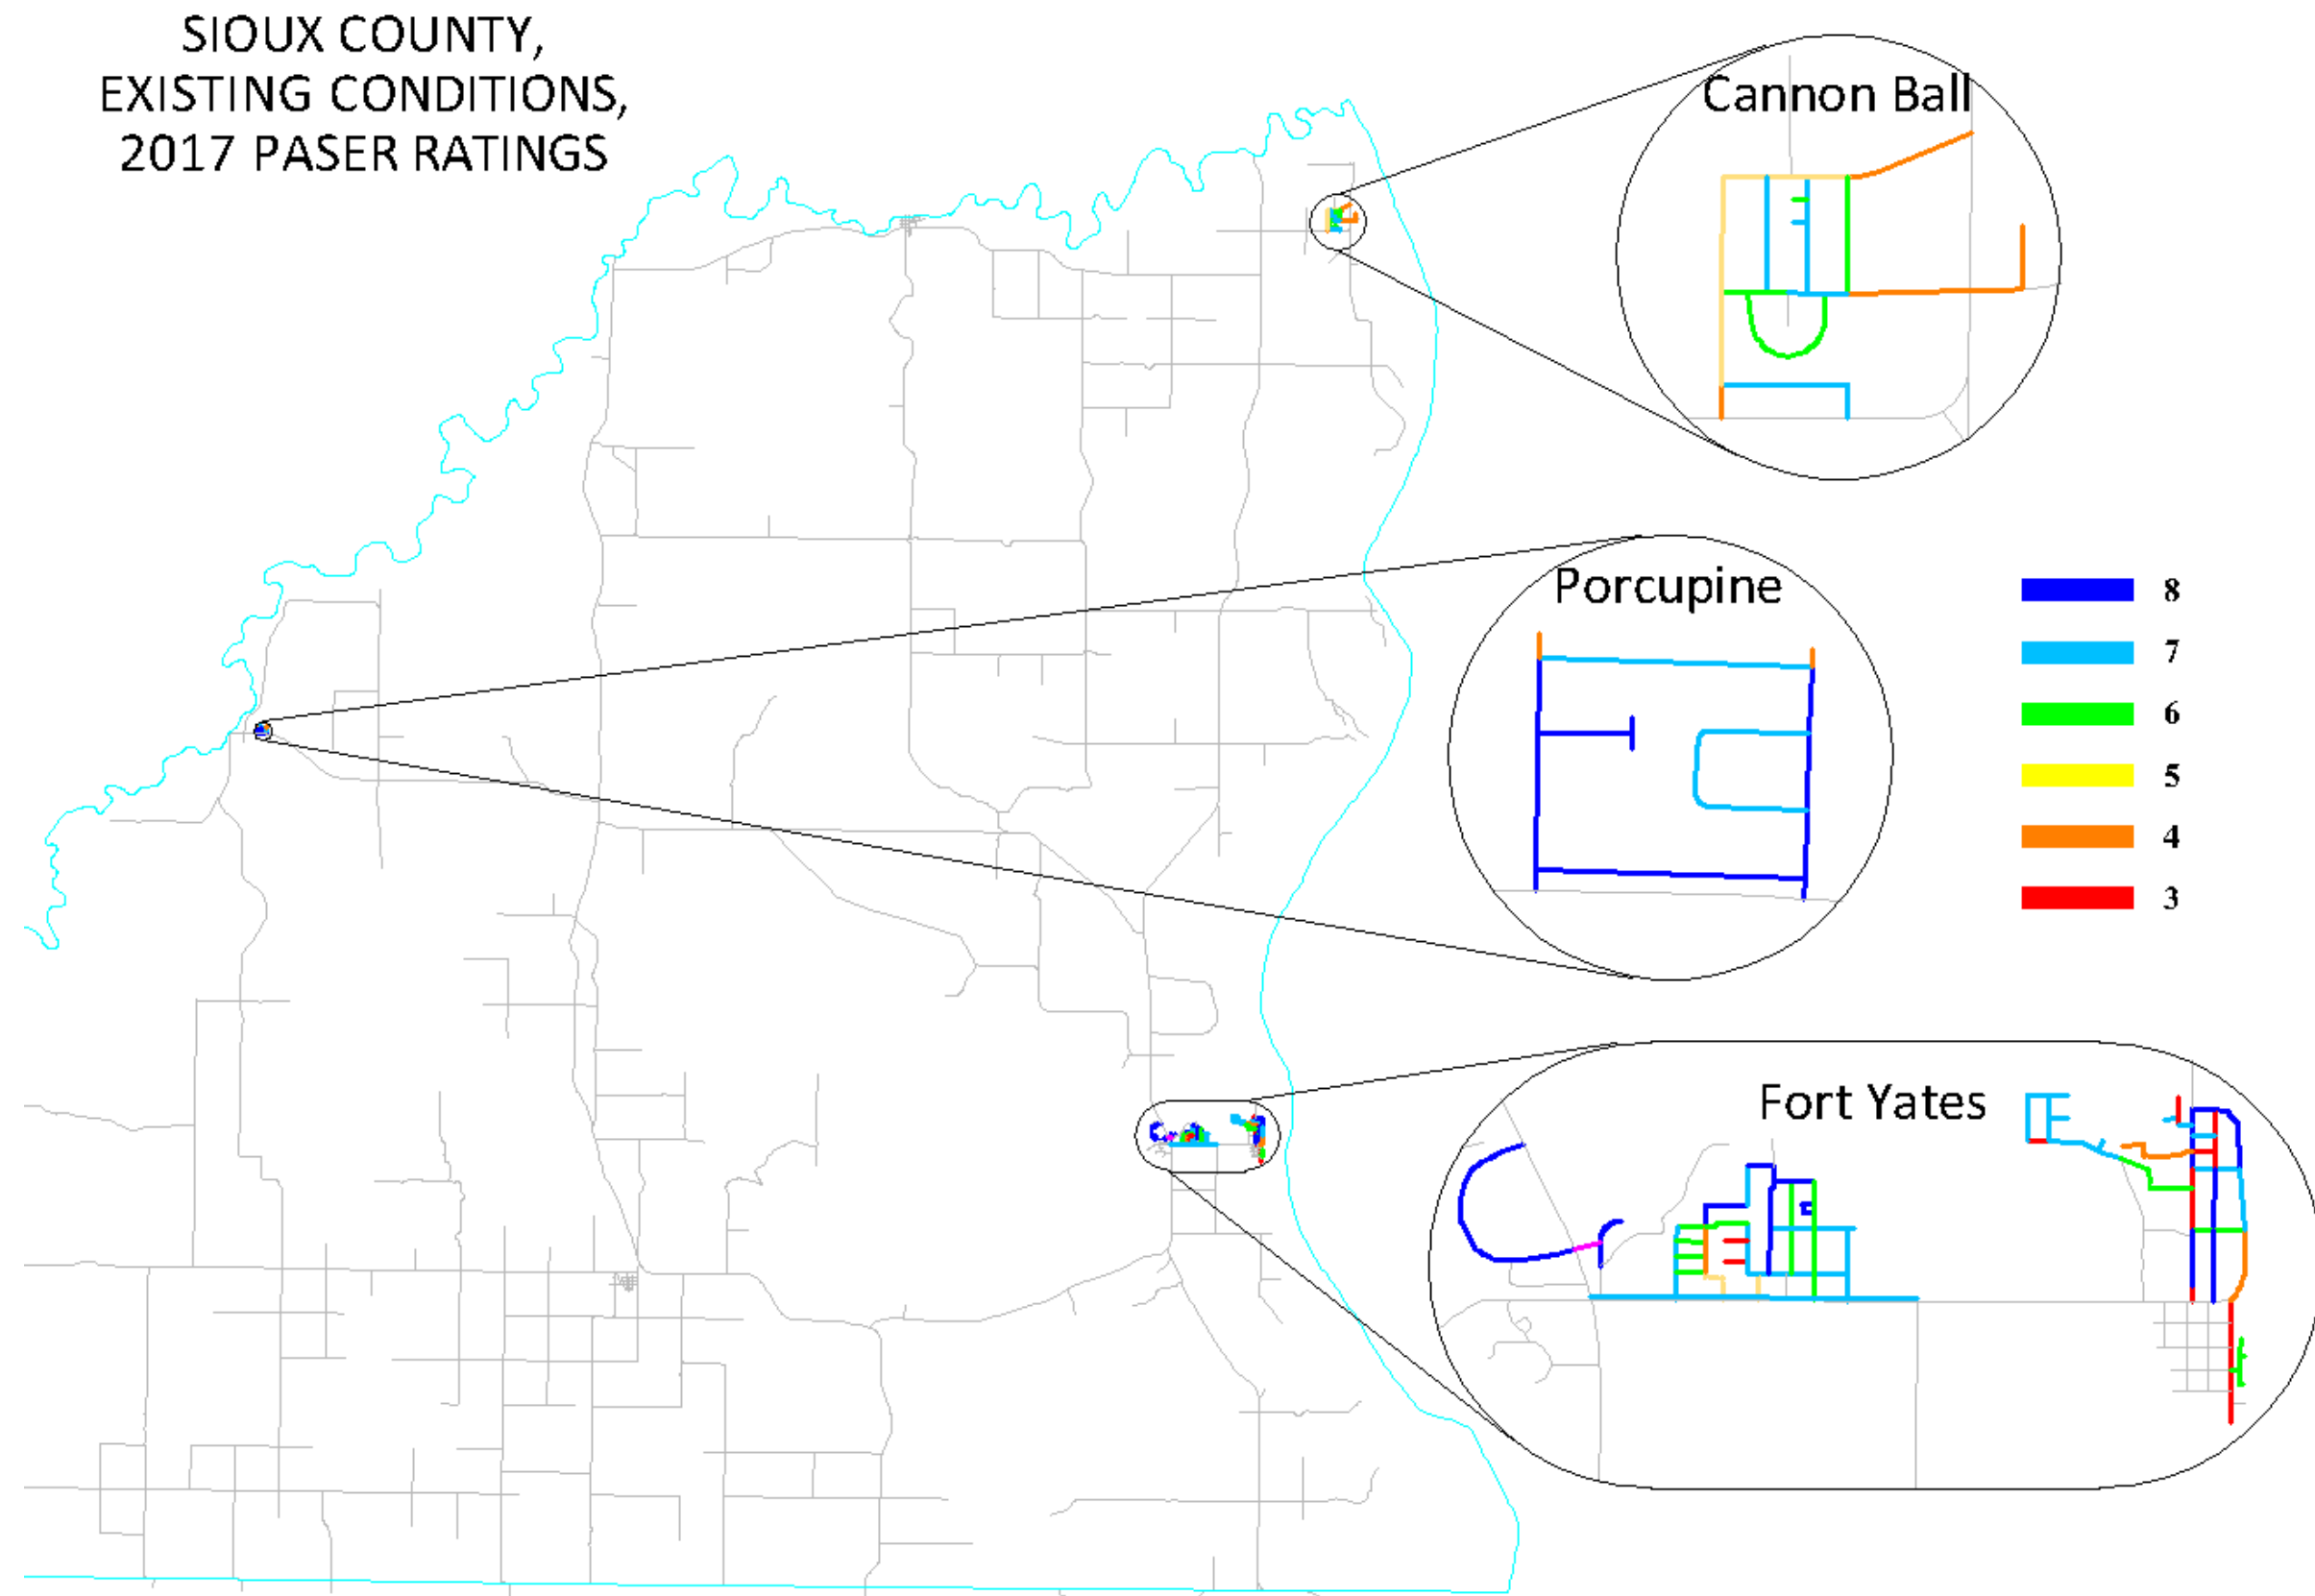 SIOUX COUNTY,
EXISTING CONDITIONS,
2017 PASER RATINGS
Cannon Ball
Porcupine
8
7
6
5
4
3
Fort Yates